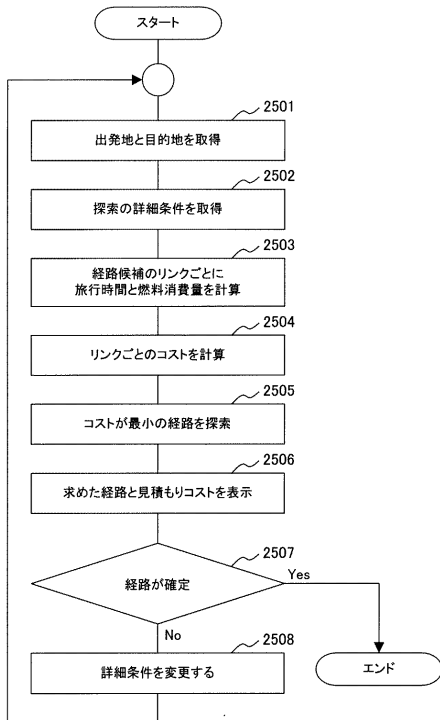 スタート
2501
出発地と目的地を取得
2502
探索の詳細条件を取得
2503
経路候補のリンクごとに
旅行時間と燃料消費量を計算
2504
リンクごとのコストを計算
2505
コストが最小の経路を探索
2506
求めた経路と見積もりコストを表示
2507
経路が確定
Yes
No
2508
詳細条件を変更する
エンド